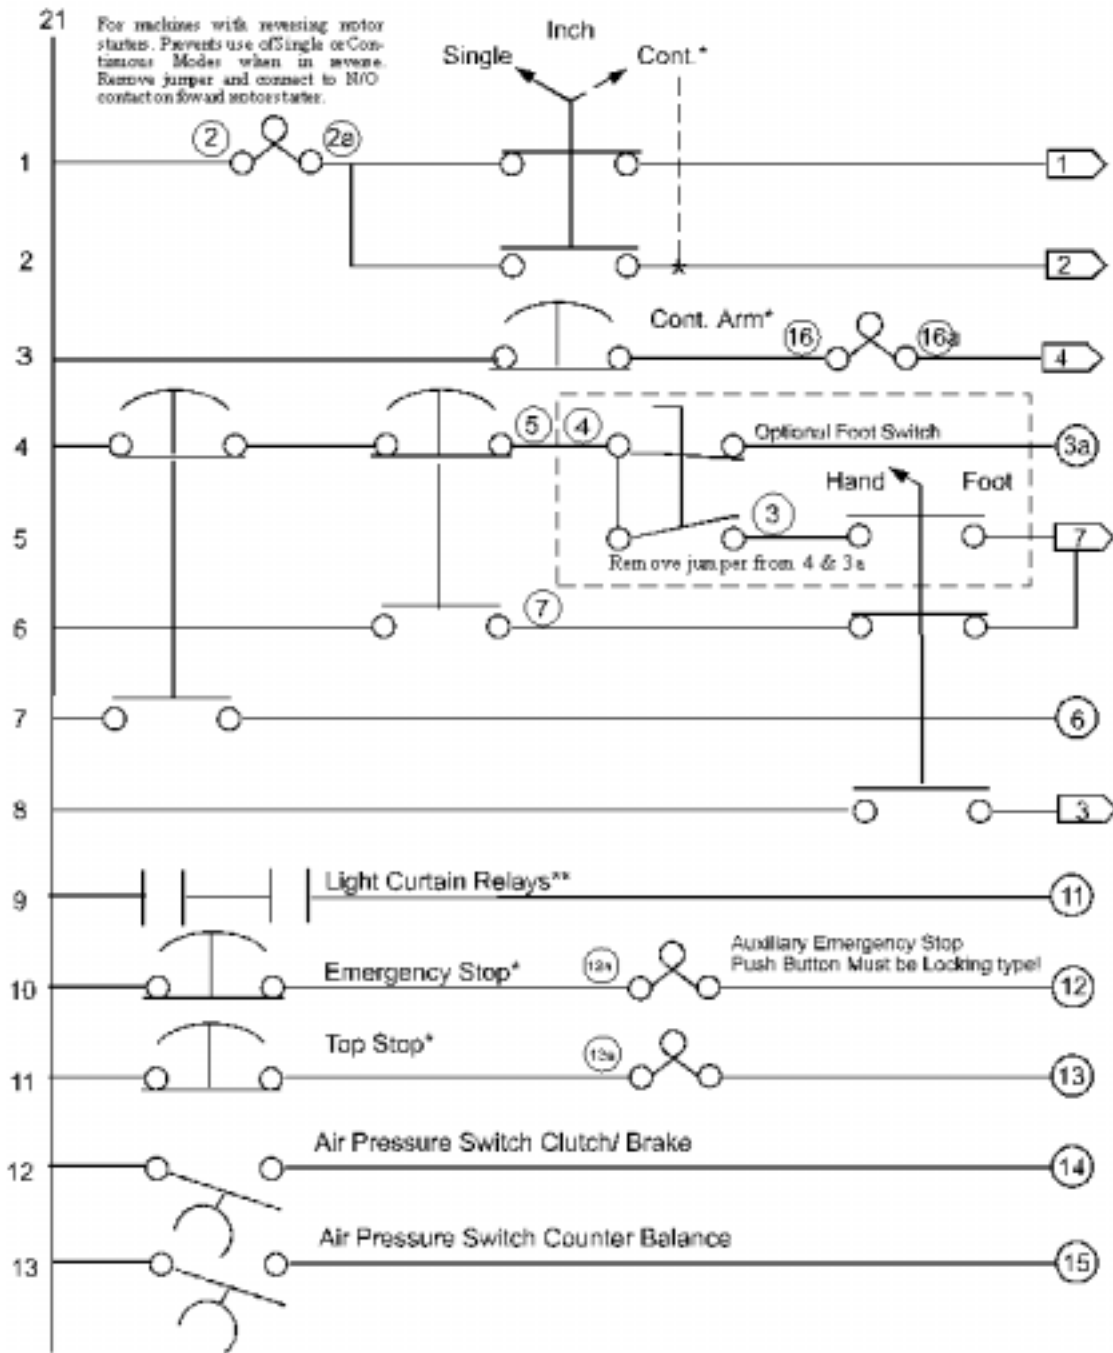 21
For machines with reversing motor
starters. Prevents use of Single or Con-
tinuous Modes when in reverse.
Remove jumper and connect to N/O
contact on foward motor starter.
Inch
Single
Cont.*
1
2
2a
1
2
2
3
Cont. Arm*
16
16a
4
4
5
4
Optional Foot Switch
3a
Hand
Foot
5
3
7
Remove jumper from 4 & 3a
6
7
7
6
8
3
9
Light Curtain Relays**
11
10
Emergency Stop*
12a
Auxiliary Emergency Stop
Push Button Must be Locking type!
12
11
Top Stop*
13a
13
12
Air Pressure Switch Clutch/ Brake
14
13
Air Pressure Switch Counter Balance
15